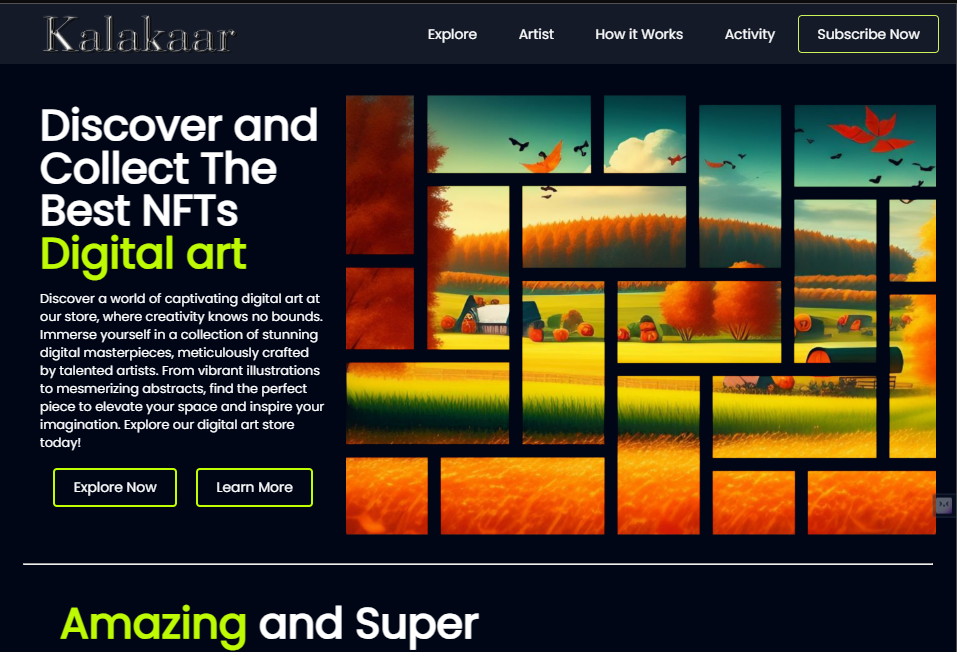 Kalakaar
Explore
Artist
How it Works
Activity
Subscribe Now
Discover and
Collect The
Best NFTs
Digital art
Discover a world of captivating digital art at
our store, where creativity knows no bounds.
Immerse yourself in a collection of stunning
digital masterpieces, meticulously crafted
by talented artists. From vibrant illustrations
to mesmerizing abstracts, find the perfect
piece to elevate your space and inspire your
imagination. Explore our digital art store
today!
Explore Now
Learn More
Amazing and Super